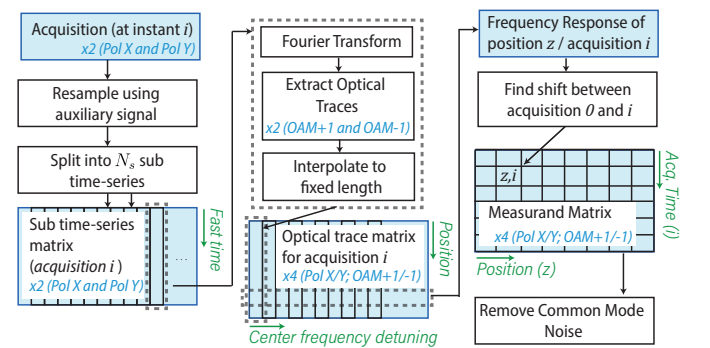 Acquisition (at instant i)
x2 (Pol X and Pol Y)
Resample using
auxiliary signal
Split into Nₛ sub
time-series
Sub time-series
matrix
(acquisition i )
x2 (Pol X and Pol Y)
...
Fast time
Fourier Transform
Extract Optical
Traces
x2 (OAM+1 and OAM-1)
Interpolate to
fixed length
Optical trace matrix
for acquisition i
x4 (Pol X/Y; OAM+1/-1)
Position
Center frequency detuning
Frequency Response of
position z / acquisition i
Find shift between
acquisition 0 and i
z,i
Measurand Matrix
x4 (Pol X/Y; OAM+1/-1)
Acq. Time (i)
Position (z)
Remove Common Mode
Noise